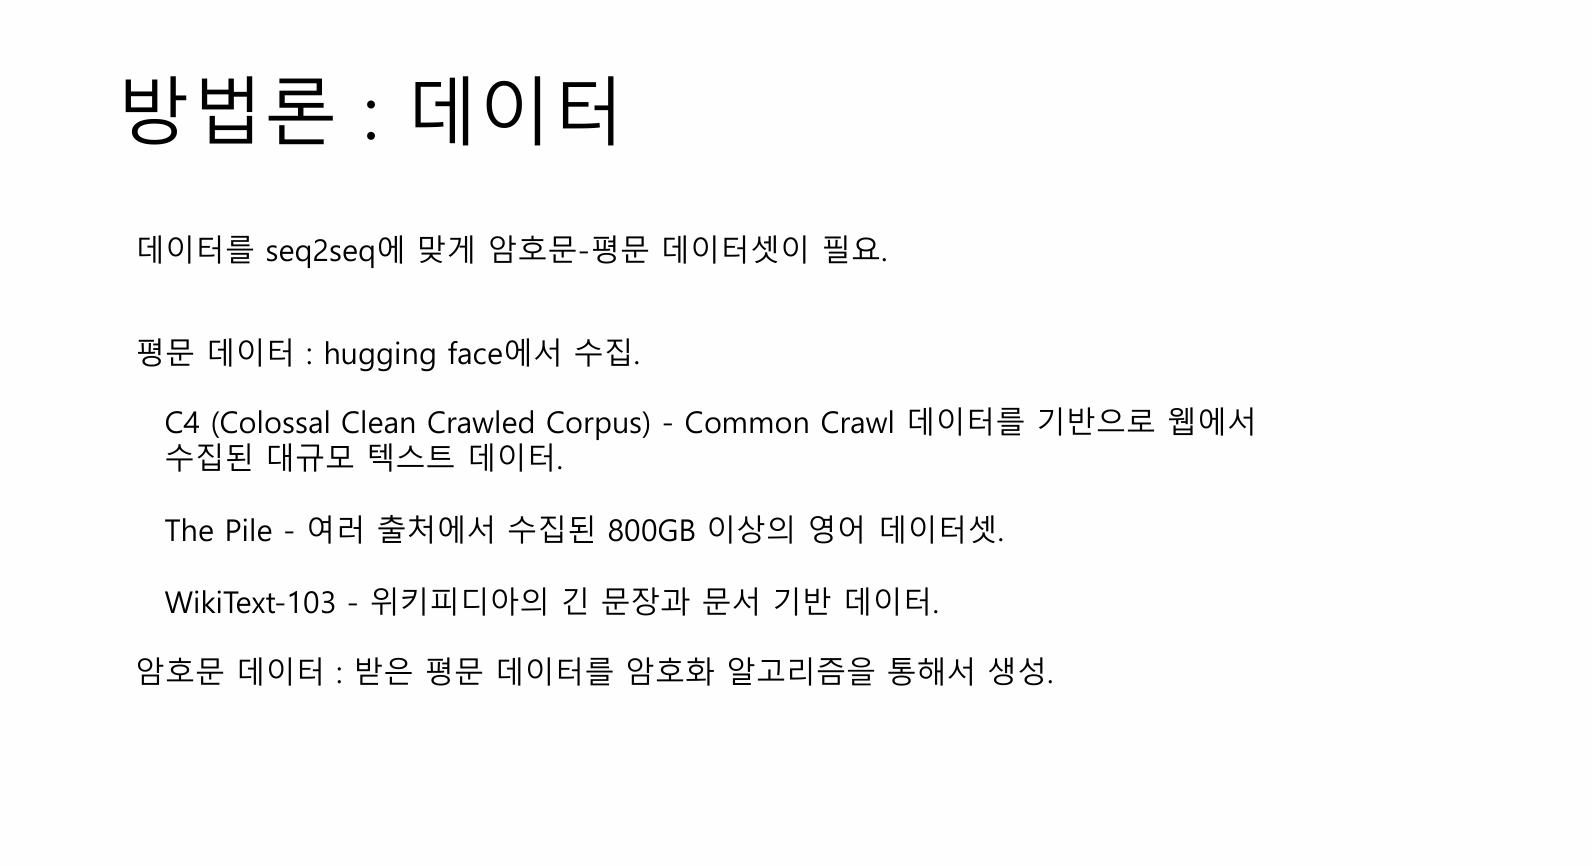 방법론 : 데이터
데이터를 seq2seq에 맞게 암호문-평문 데이터셋이 필요.
평문 데이터 : hugging face에서 수집.
C4 (Colossal Clean Crawled Corpus) - Common Crawl 데이터를 기반으로 웹에서
수집된 대규모 텍스트 데이터.
The Pile - 여러 출처에서 수집된 800GB 이상의 영어 데이터셋.
WikiText-103 - 위키피디아의 긴 문장과 문서 기반 데이터.
암호문 데이터 : 받은 평문 데이터를 암호화 알고리즘을 통해서 생성.